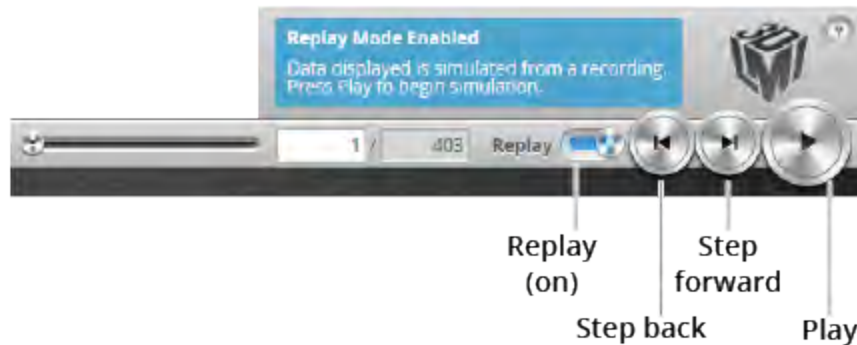 Replay Mode Enabled
Data displayed is simulated from a recording.
Press Play to begin simulation.
1 / 403 Replay
Replay
(on)
Step
forward
Step back
Play